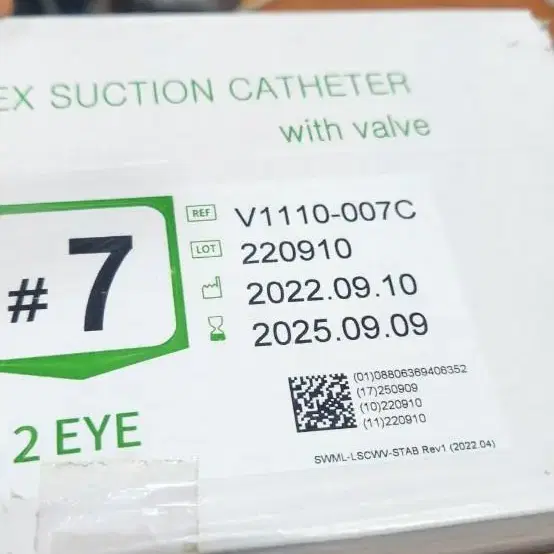 EX SUCTION CATHETER
with valve
#7
REF V1110-007C
LOT 220910
2022.09.10
2025.09.09
(01)08806369406352
(17)250909
(10)220910
(11)220910
2 EYE
SWML-LSCWV-STAB Rev1 (2022.04)